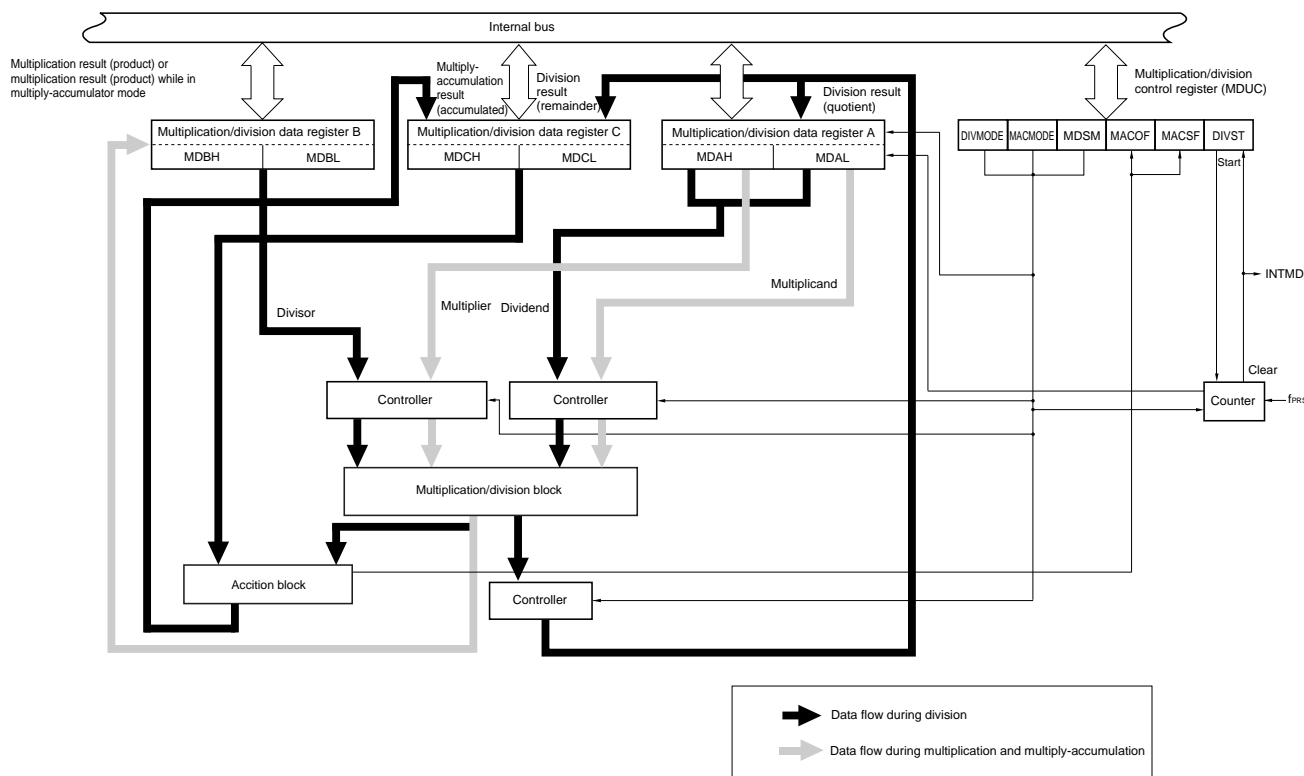 Internal bus
Multiplication result (product) or
multiplication result (product) while in
multiply-accumulator mode
Multiply-
accumulation
result
(accumulated)
Division
result
(remainder)
Division result
(quotient)
Multiplication/division
control register (MDUC)
Multiplication/division data register B
MDBH
MDBL
Multiplication/division data register C
MDCH
MDCL
Multiplication/division data register A
MDAH
MDAL
DIVMODE
MACMODE
MDSM
MACOF
MACSF
DIVST
Start
INTMD
Divisor
Multiplier
Dividend
Multiplicand
Clear
Controller
Controller
Counter
fPRS
Multiplication/division block
Accition block
Controller
Data flow during division
Data flow during multiplication and multiply-accumulation